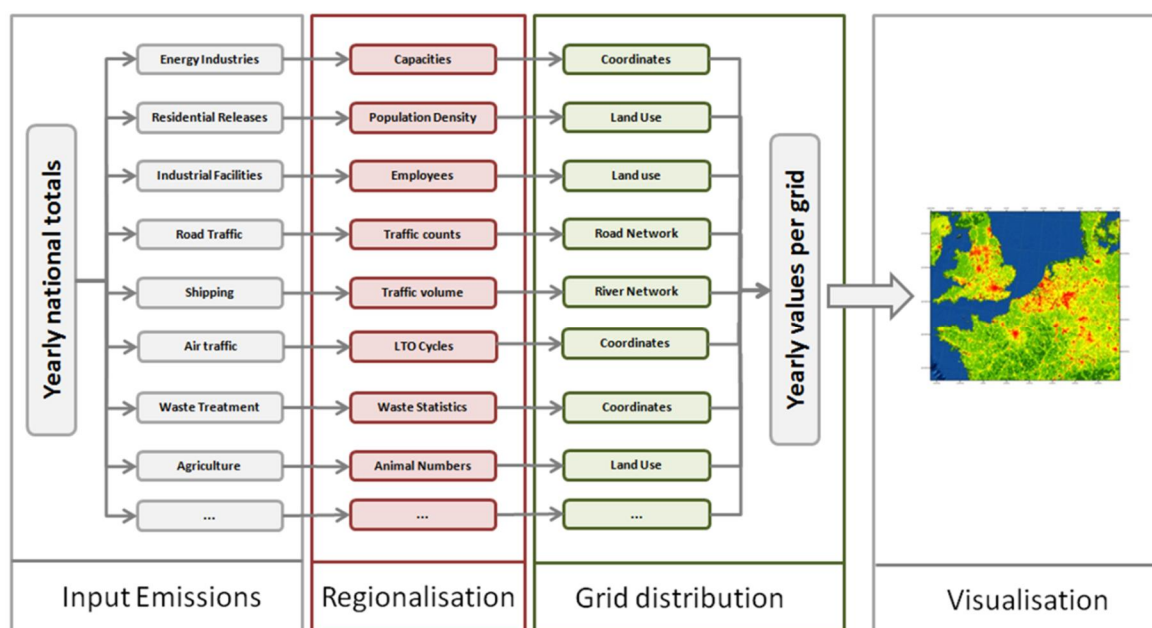 Yearly national totals
Energy Industries
Capacities
Coordinates
Residential Releases
Population Density
Land Use
Industrial Facilities
Employees
Land use
Road Traffic
Traffic counts
Road Network
Shipping
Traffic volume
River Network
Air traffic
LTO Cycles
Coordinates
Waste Treatment
Waste Statistics
Coordinates
Agriculture
Animal Numbers
Land Use
...
...
...
Yearly values per grid
Input Emissions
Regionalisation
Grid distribution
Visualisation